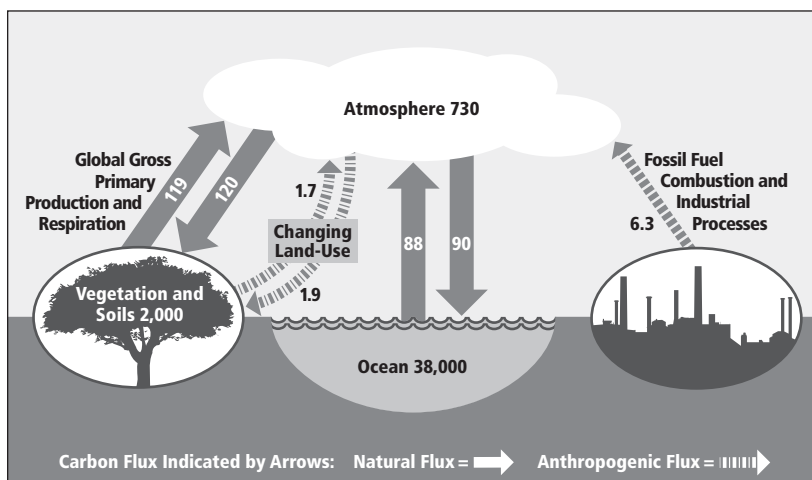 Atmosphere 730
Global Gross
Primary
Production and
Respiration
119
120
1.7
Changing
Land-Use
1.9
88
90
Fossil Fuel
Combustion and
Industrial
Processes
6.3
Vegetation and
Soils 2,000
Ocean 38,000
Carbon Flux Indicated by Arrows: Natural Flux = Anthropogenic Flux =